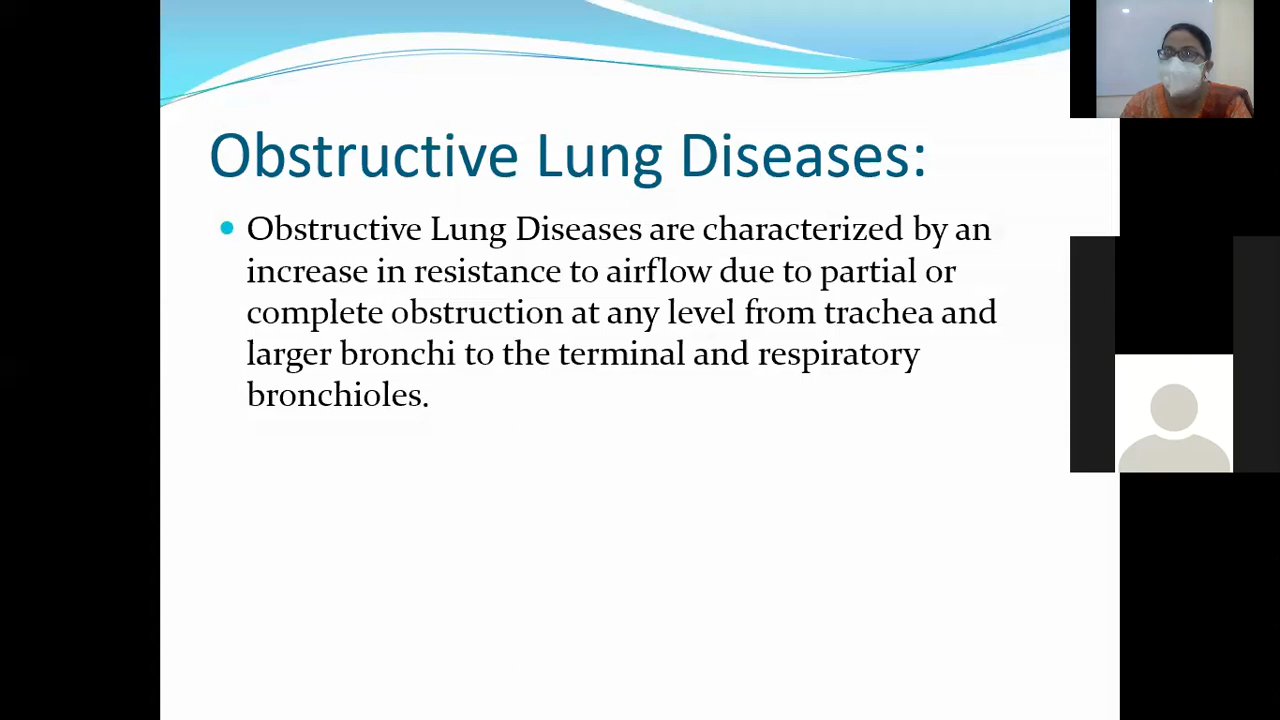 Obstructive Lung Diseases:
Obstructive Lung Diseases are characterized by an
increase in resistance to airflow due to partial or
complete obstruction at any level from trachea and
larger bronchi to the terminal and respiratory
bronchioles.